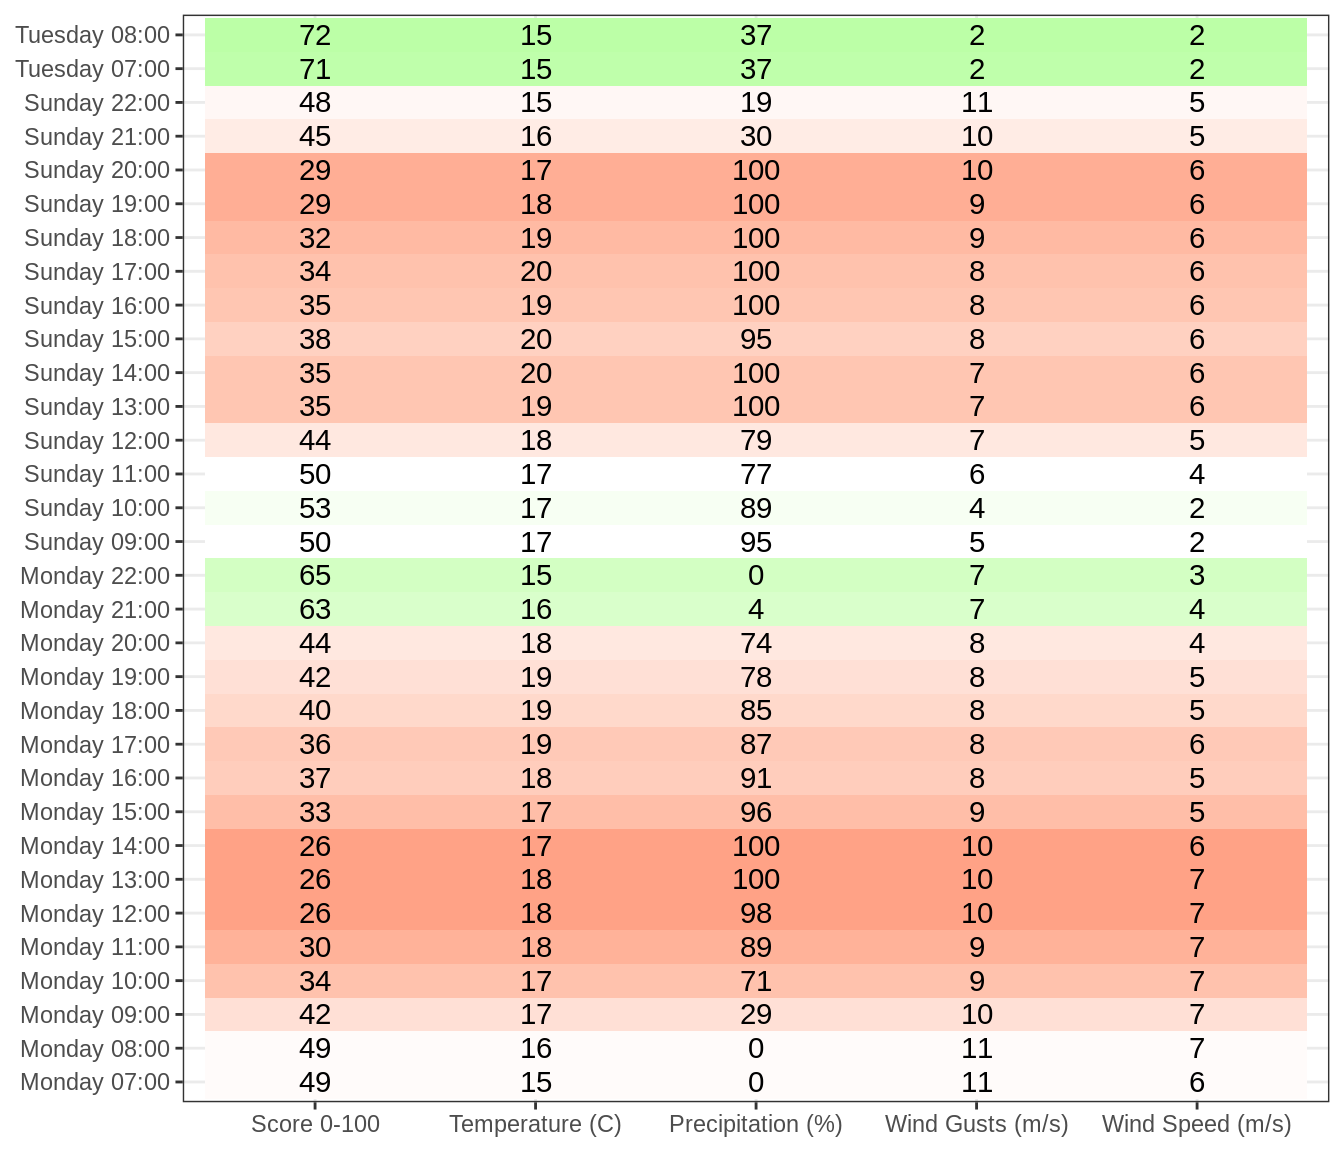 Tuesday 08:00 72 15 37 2 2
Tuesday 07:00 71 15 37 2 2
Sunday 22:00 48 15 19 11 5
Sunday 21:00 45 16 30 10 5
Sunday 20:00 29 17 100 10 6
Sunday 19:00 29 18 100 9 6
Sunday 18:00 32 19 100 9 6
Sunday 17:00 34 20 100 8 6
Sunday 16:00 35 19 100 8 6
Sunday 15:00 38 20 95 8 6
Sunday 14:00 35 20 100 7 6
Sunday 13:00 35 19 100 7 6
Sunday 12:00 44 18 79 7 5
Sunday 11:00 50 17 77 6 4
Sunday 10:00 53 17 89 4 2
Sunday 09:00 50 17 95 5 2
Monday 22:00 65 15 0 7 3
Monday 21:00 63 16 4 7 4
Monday 20:00 44 18 74 8 4
Monday 19:00 42 19 78 8 5
Monday 18:00 40 19 85 8 5
Monday 17:00 36 19 87 8 6
Monday 16:00 37 18 91 8 5
Monday 15:00 33 17 96 9 5
Monday 14:00 26 17 100 10 6
Monday 13:00 26 18 100 10 7
Monday 12:00 26 18 98 10 7
Monday 11:00 30 18 89 9 7
Monday 10:00 34 17 71 9 7
Monday 09:00 42 17 29 10 7
Monday 08:00 49 16 0 11 7
Monday 07:00 49 15 0 11 6
Score 0-100 Temperature (C) Precipitation (%) Wind Gusts (m/s) Wind Speed (m/s)